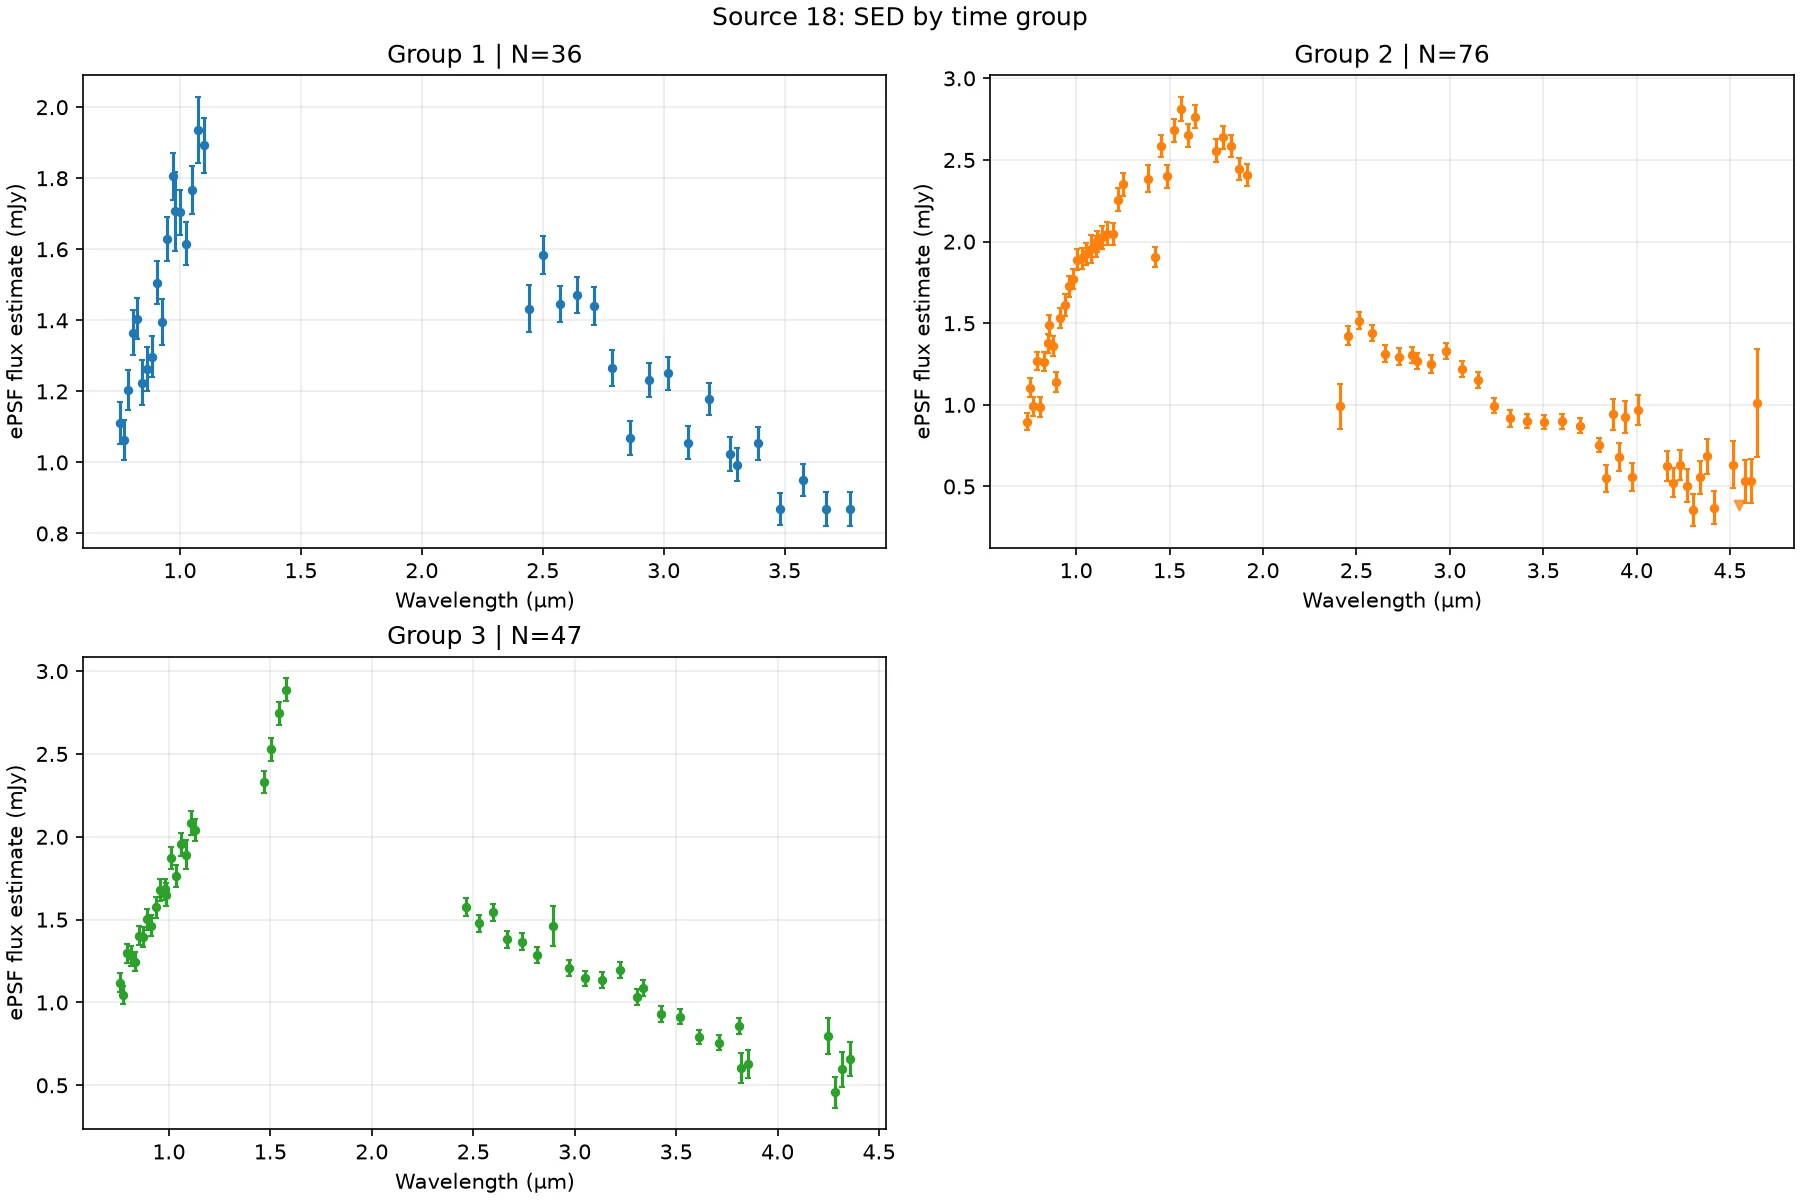 Source 18: SED by time group
Group 1 | N=36
ePSF flux estimate (mJy)
2.0
1.8
1.6
1.4
1.2
1.0
0.8
1.0 1.5 2.0 2.5 3.0 3.5
Wavelength (μm)
Group 2 | N=76
ePSF flux estimate (mJy)
3.0
2.5
2.0
1.5
1.0
0.5
1.0 1.5 2.0 2.5 3.0 3.5 4.0 4.5
Wavelength (μm)
Group 3 | N=47
ePSF flux estimate (mJy)
3.0
2.5
2.0
1.5
1.0
0.5
1.0 1.5 2.0 2.5 3.0 3.5 4.0 4.5
Wavelength (μm)